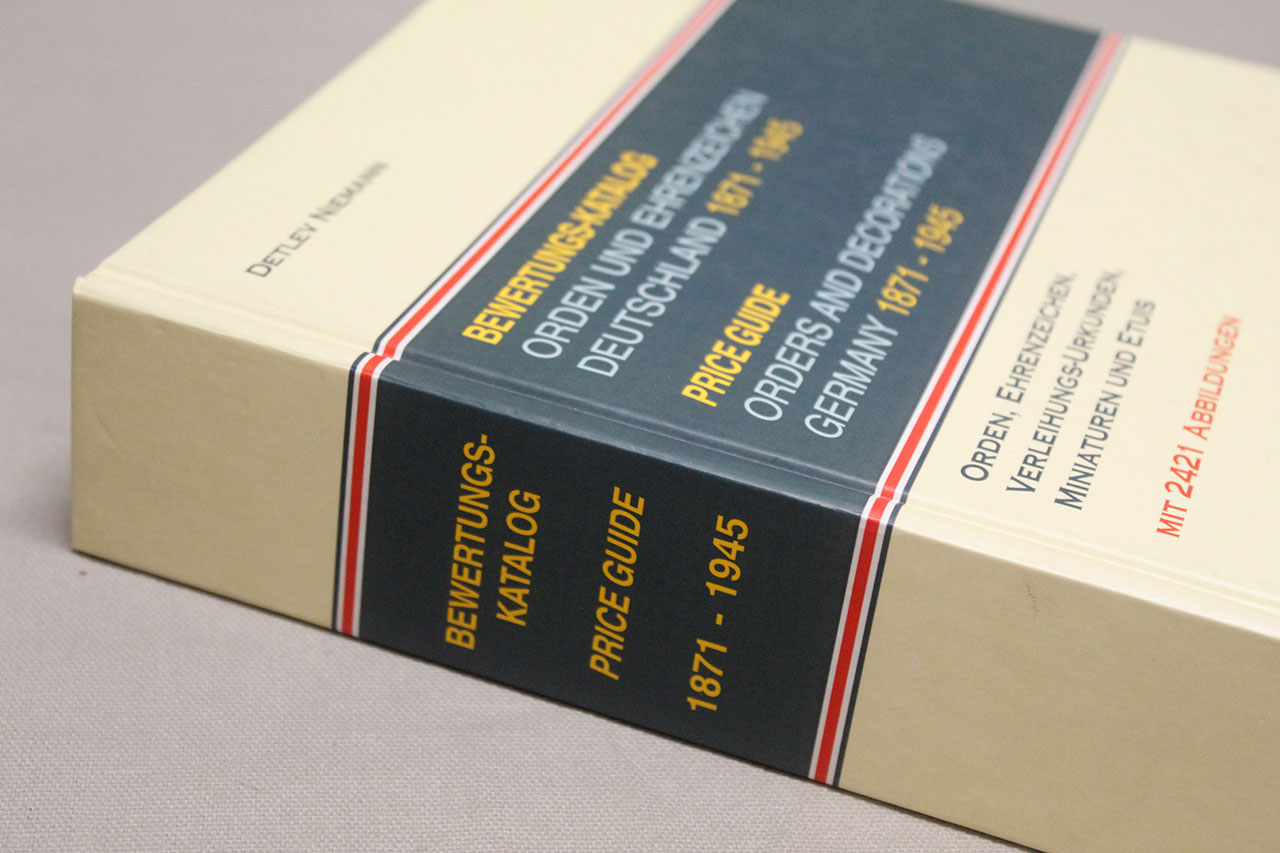 DETLEV NIEMANN
BEWERTUNGS-KATALOG
ORDEN UND EHRENZEICHEN
DEUTSCHLAND 1871 - 1945
PRICE GUIDE
ORDERS AND DECORATIONS
GERMANY 1871 - 1945
ORDEN, EHRENZEICHEN,
VERLEIHUNGS-URKUNDEN,
MINIATUREN UND ETUIS
MIT 2421 ABBILDUNGEN
BEWERTUNGS-
KATALOG
PRICE GUIDE
1871 - 1945